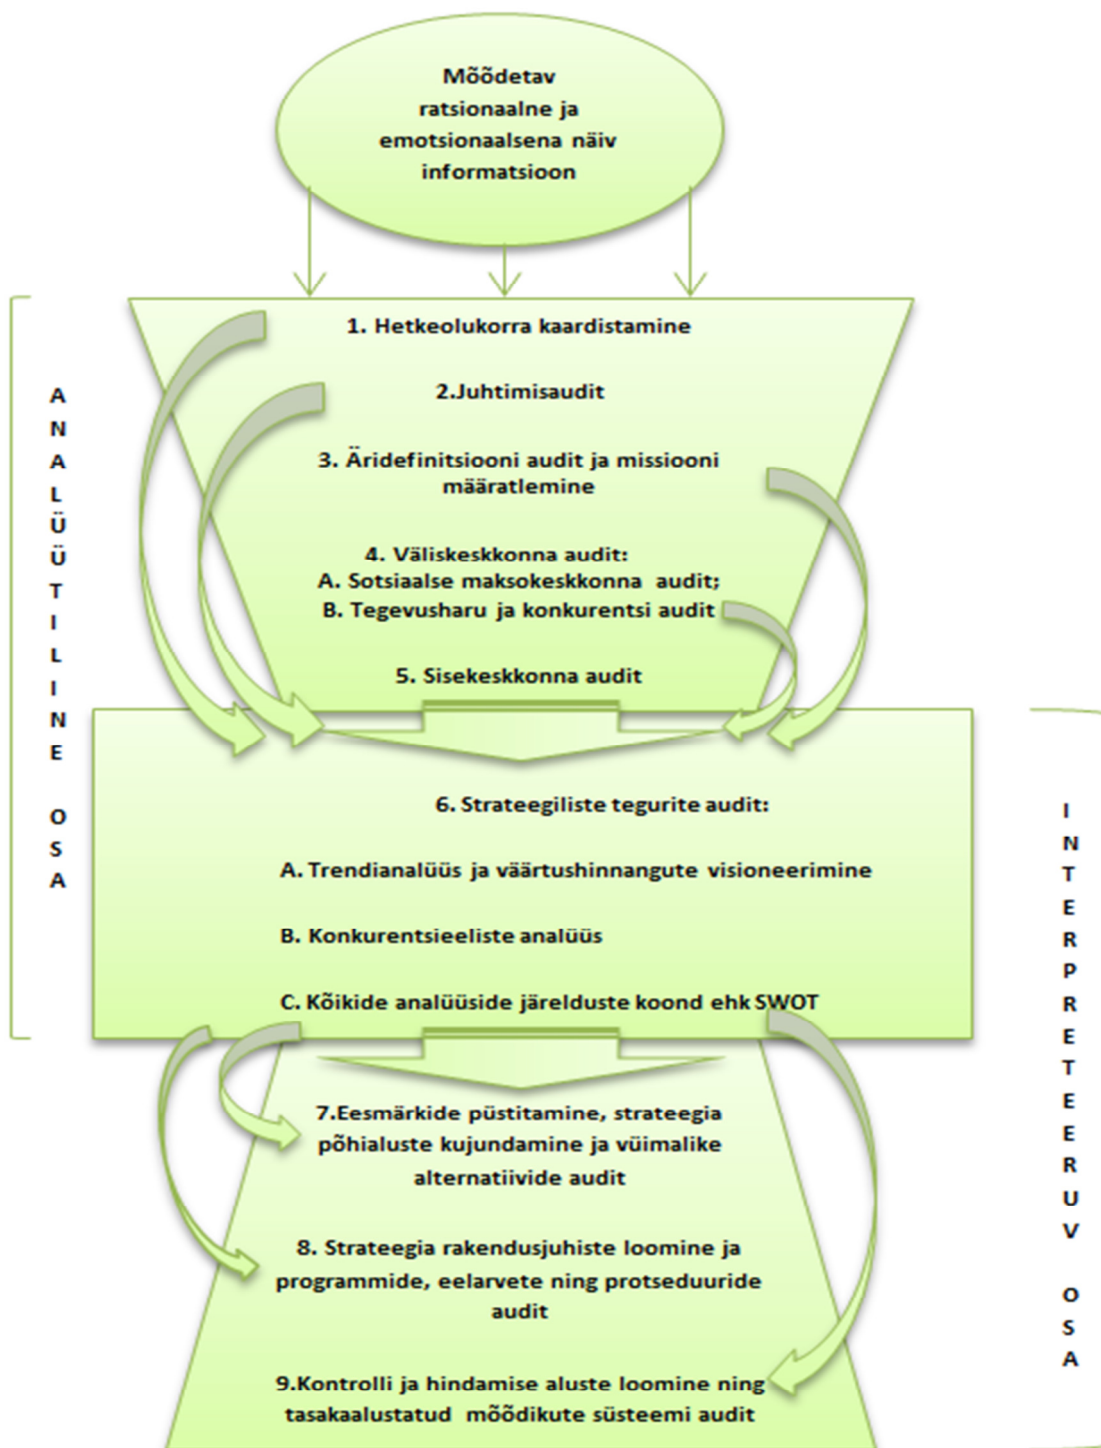 Mõõdetav
ratsionaalne ja
emotsionaalsena näiv
informatsioon
1. Hetkeolukorra kaardistamine
2.Juhtimisaudit
3. Äridefinitsiooni audit ja missiooni
määratlemine
4. Väliskeskkonna audit:
A. Sotsiaalse maksokeskkonna audit;
B. Tegevusharu ja konkurentsi audit
5. Sisekeskkonna audit
ANALÜÜTILINE OSA
6. Strateegiliste tegurite audit:
A. Trendianalüüs ja väärtushinnangute visioneerimine
B. Konkurentsieeliste analüüs
C. Kõikide analüüside järelduste koond ehk SWOT
INTERPRETEERUV OSA
7.Eesmärkide püstitamine, strateegia
põhialuste kujundamine ja vüimalike
alternatiivide audit
8. Strateegia rakendusjuhiste loomine ja
programmide, eelarvete ning protseduuride
audit
9.Kontrolli ja hindamise aluste loomine ning
tasakaalustatud mõõdikute süsteemi audit